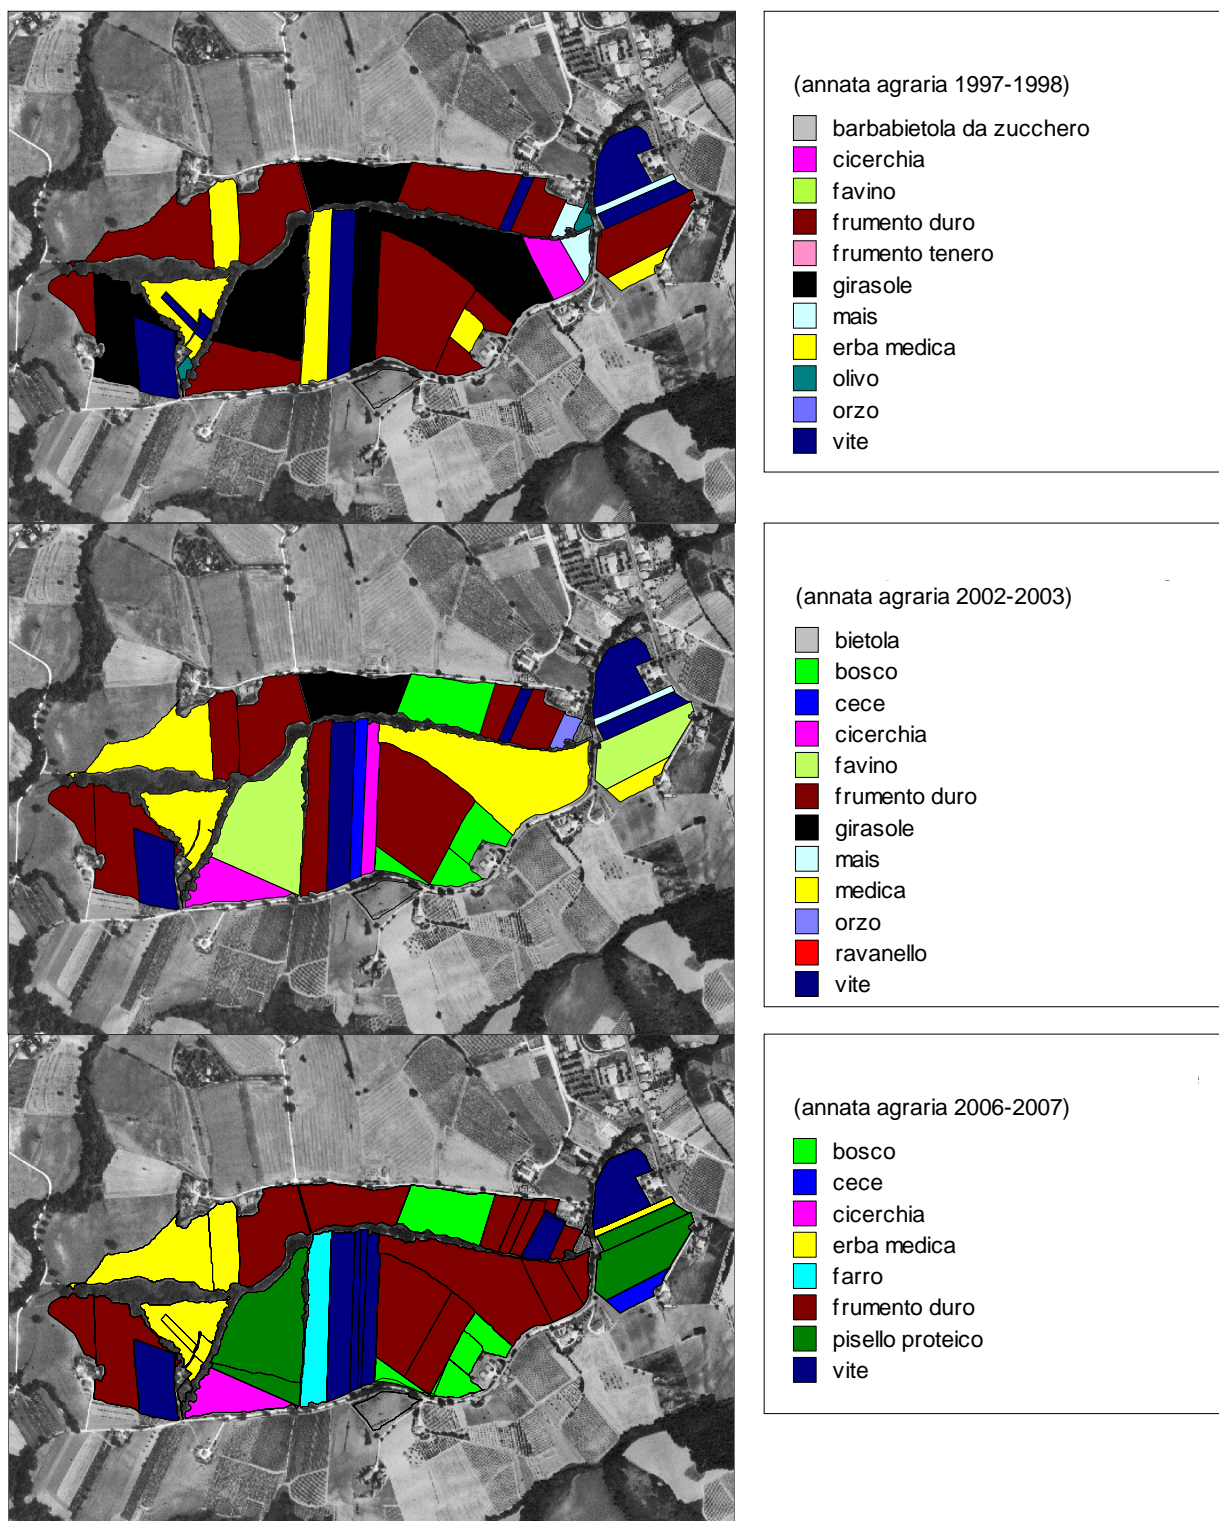 (annata agraria 1997-1998)
barbabietola da zucchero
cicerchia
favino
frumento duro
frumento tenero
girasole
mais
erba medica
olivo
orzo
vite
(annata agraria 2002-2003)
bietola
bosco
cece
cicerchia
favino
frumento duro
girasole
mais
medica
orzo
ravanello
vite
(annata agraria 2006-2007)
bosco
cece
cicerchia
erba medica
farro
frumento duro
pisello proteico
vite